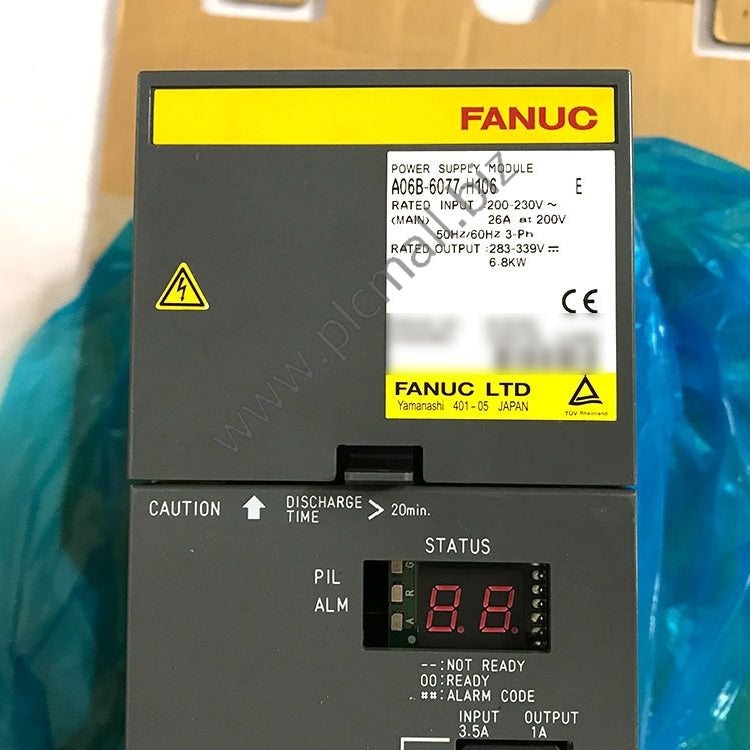 FANUC
POWER SUPPLY MODULE
A06B-6077-H106 E
RATED INPUT :200-230V～
(MAIN) 26A at 200V
50Hz/60Hz 3-Ph
RATED OUTPUT :283-339V⎓
6.8KW
CE
FANUC LTD
Yamanashi 401-05 JAPAN
TÜV Rheinland
www.plcmall.biz
CAUTION ↑ DISCHARGE TIME > 20min.
STATUS
PIL G
R
ALM A
8.8.
--:NOT READY
00:READY
##:ALARM CODE
INPUT OUTPUT
3.5A 1A